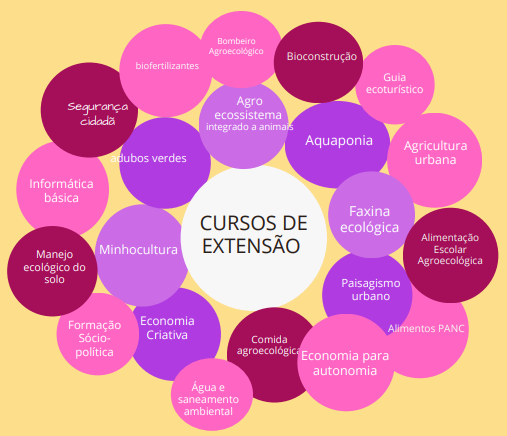 Bombeiro
Agroecológico
Bioconstrução
biofertilizantes
Guia
ecoturístico
Segurança
cidadã
Agro
ecossistema
integrado a animais
Aquaponia
Agricultura
urbana
adubos verdes
Informática
básica
Faxina
ecológica
CURSOS DE
EXTENSÃO
Alimentação
Escolar
Agroecológica
Minhocultura
Manejo
ecológico do
solo
Paisagismo
urbano
Formação
Sócio-
política
Economia
Criativa
Alimentos PANC
Comida
agroecológica
Economia para
autonomia
Água e
saneamento
ambiental